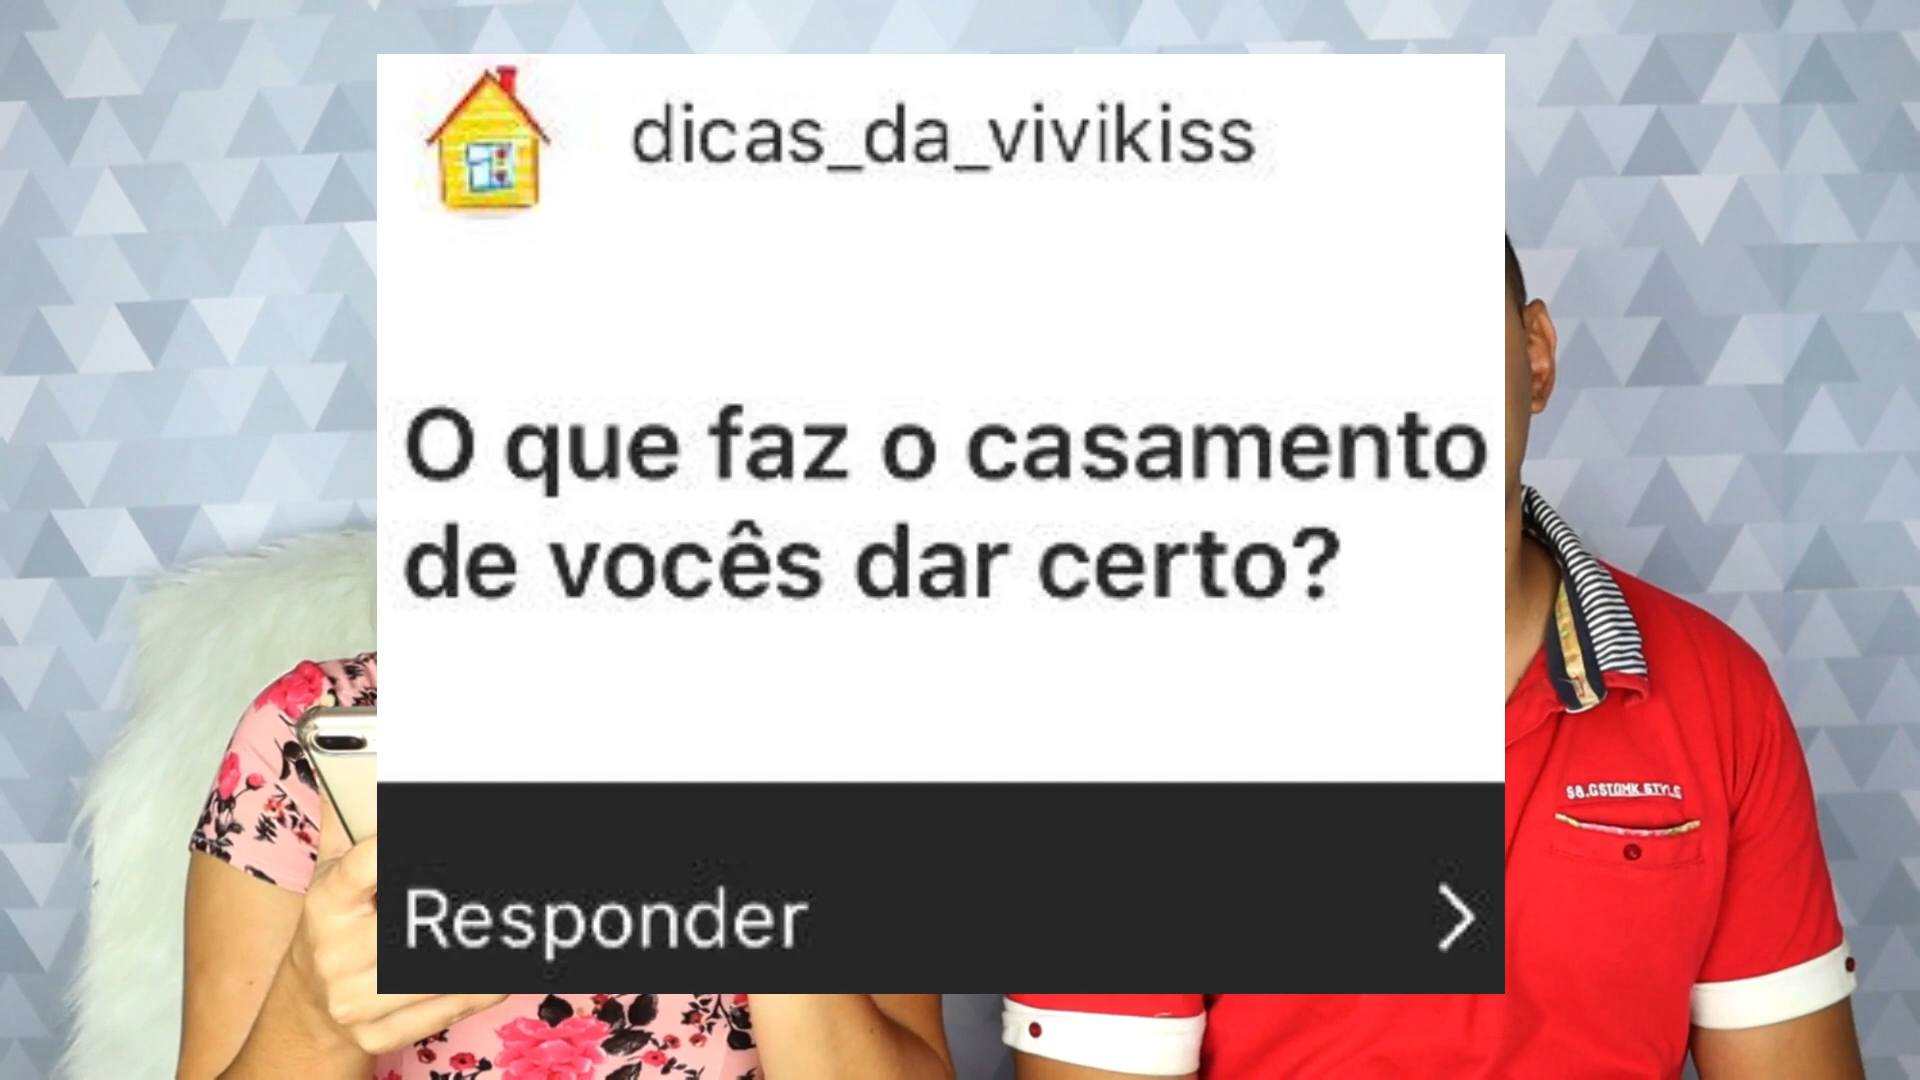 dicas_da_vivikiss
O que faz o casamento
de vocês dar certo?
Responder